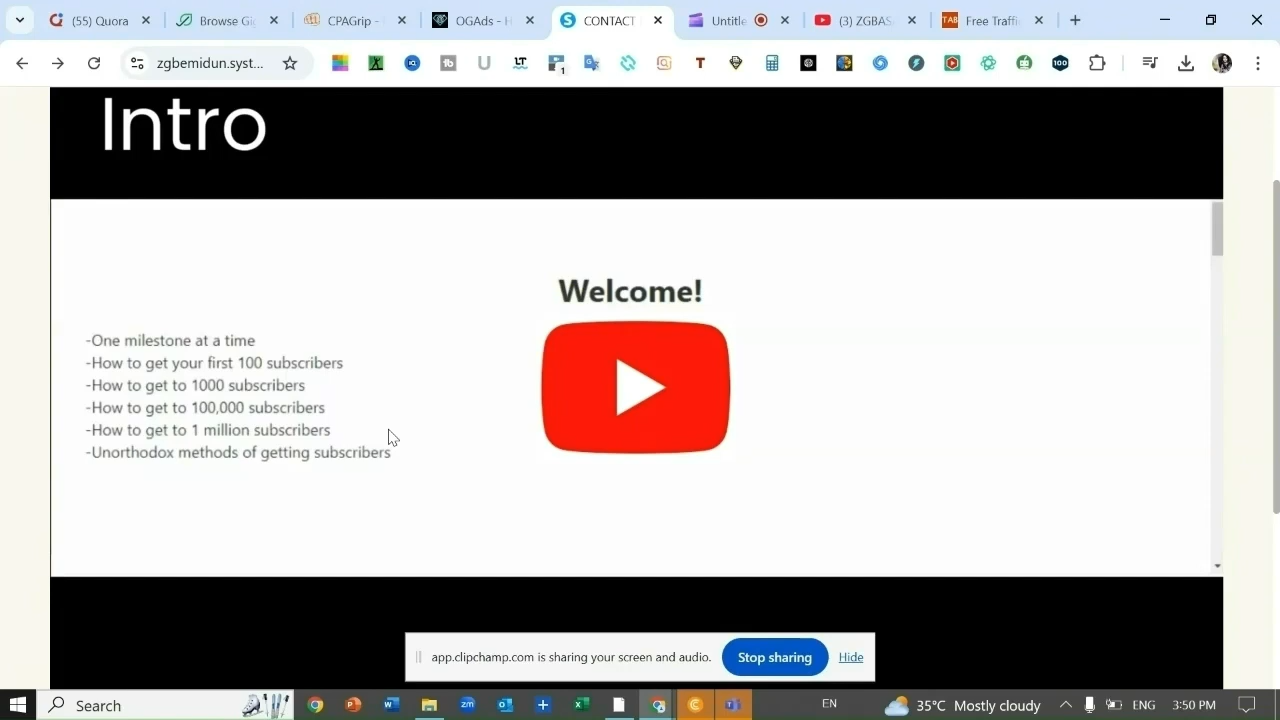 (55) Quora
Browse Gig
CPAGrip -
OGAds - H
CONTACT
Untitle
(3) ZGBAS
TAB
Free Traffi
zgbemidun.syst...
Intro
Welcome!
-One milestone at a time
-How to get your first 100 subscribers
-How to get to 1000 subscribers
-How to get to 100,000 subscribers
-How to get to 1 million subscribers
-Unorthodox methods of getting subscribers
app.clipchamp.com is sharing your screen and audio.
Stop sharing
Hide
Search
EN
35°C Mostly cloudy
ENG
3:50 PM